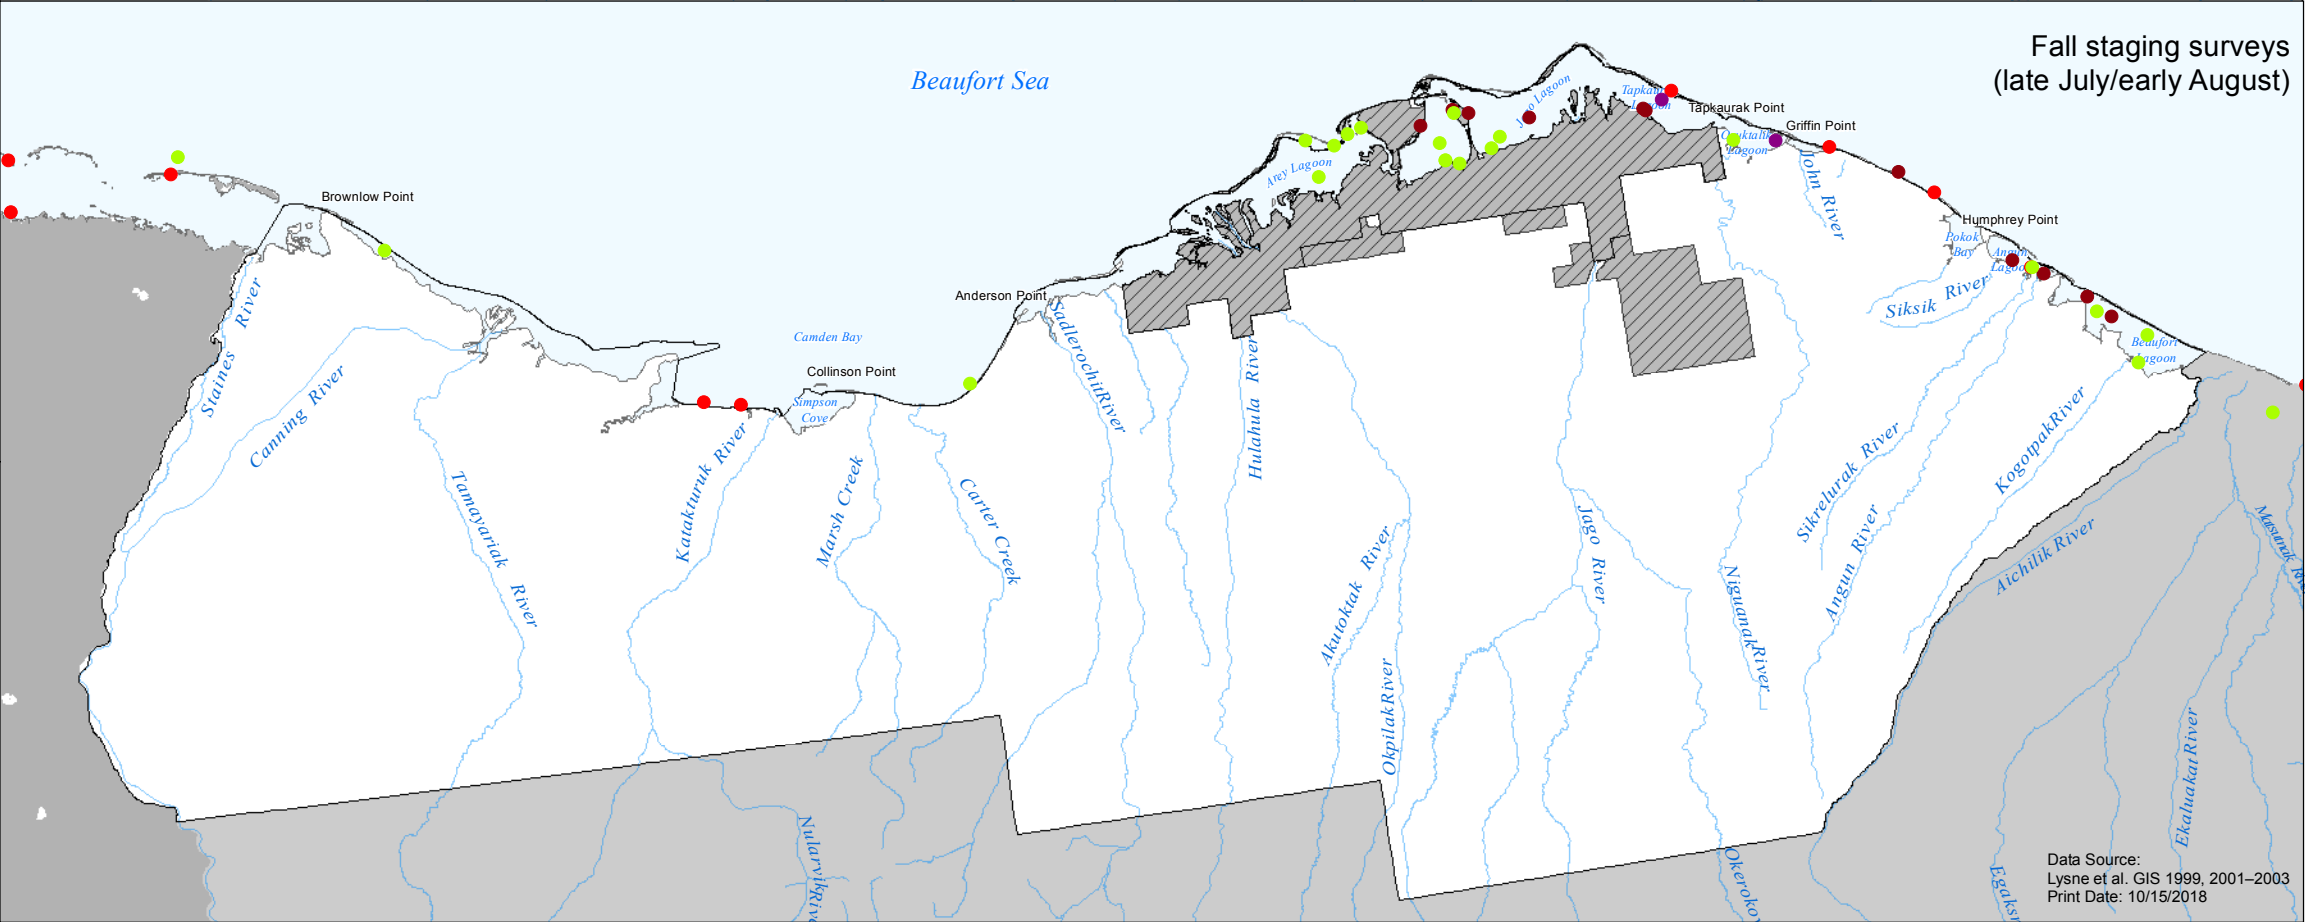 Fall staging surveys
(late July/early August)
Beaufort Sea
Tapkaurak Point
Griffin Point
Lagoon
Arey Lagoon
Lagoon
John River
Brownlow Point
Humphrey Point
Pokok
Bay
Siksik River
Anderson Point
Staines River
Canning River
Camden Bay
Collinson Point
Simpson
Cove
Sadlerochit River
Hulahula River
Beaufort
Lagoon
Tamayariak River
Katakturuk River
Marsh Creek
Carter Creek
Akutoktak River
Okpilak River
Jago River
Niguanak River
Sikrelurak River
Angun River
Kogotpak River
Aichilik River
Ekaluakat River
Data Source:
Lysne et al. GIS 1999, 2001–2003
Print Date: 10/15/2018